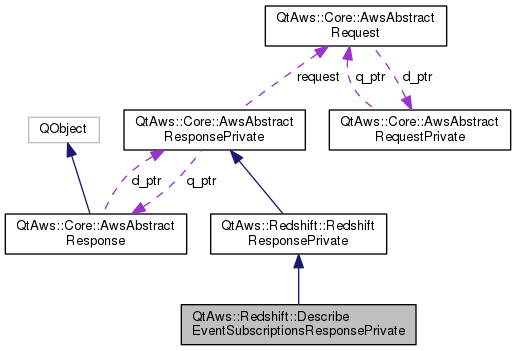 QtAws::Core::AwsAbstract
Request
request
q_ptr
d_ptr
QObject
QtAws::Core::AwsAbstract
ResponsePrivate
QtAws::Core::AwsAbstract
RequestPrivate
d_ptr
q_ptr
QtAws::Core::AwsAbstract
Response
QtAws::Redshift::Redshift
ResponsePrivate
QtAws::Redshift::Describe
EventSubscriptionsResponsePrivate